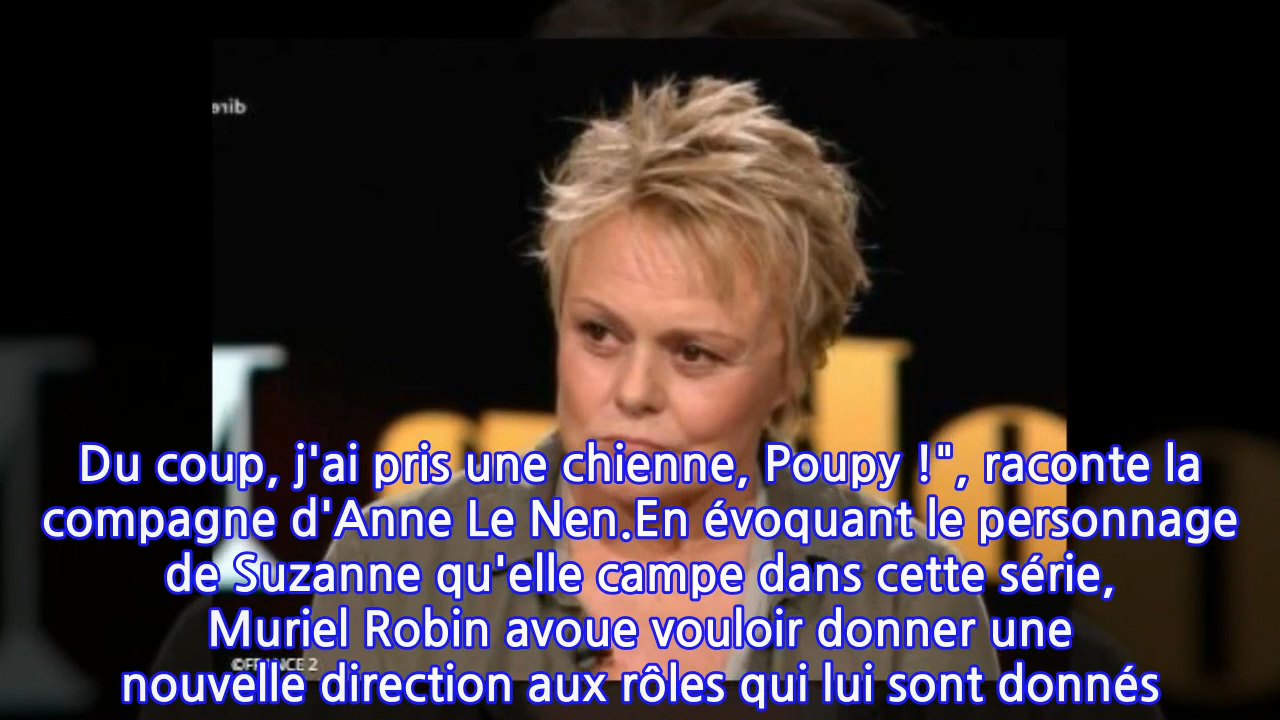 Du coup, j'ai pris une chienne, Poupy !", raconte la
compagne d'Anne Le Nen.En évoquant le personnage
de Suzanne qu'elle campe dans cette série,
Muriel Robin avoue vouloir donner une
©FRANCE 2
nouvelle direction aux rôles qui lui sont donnés